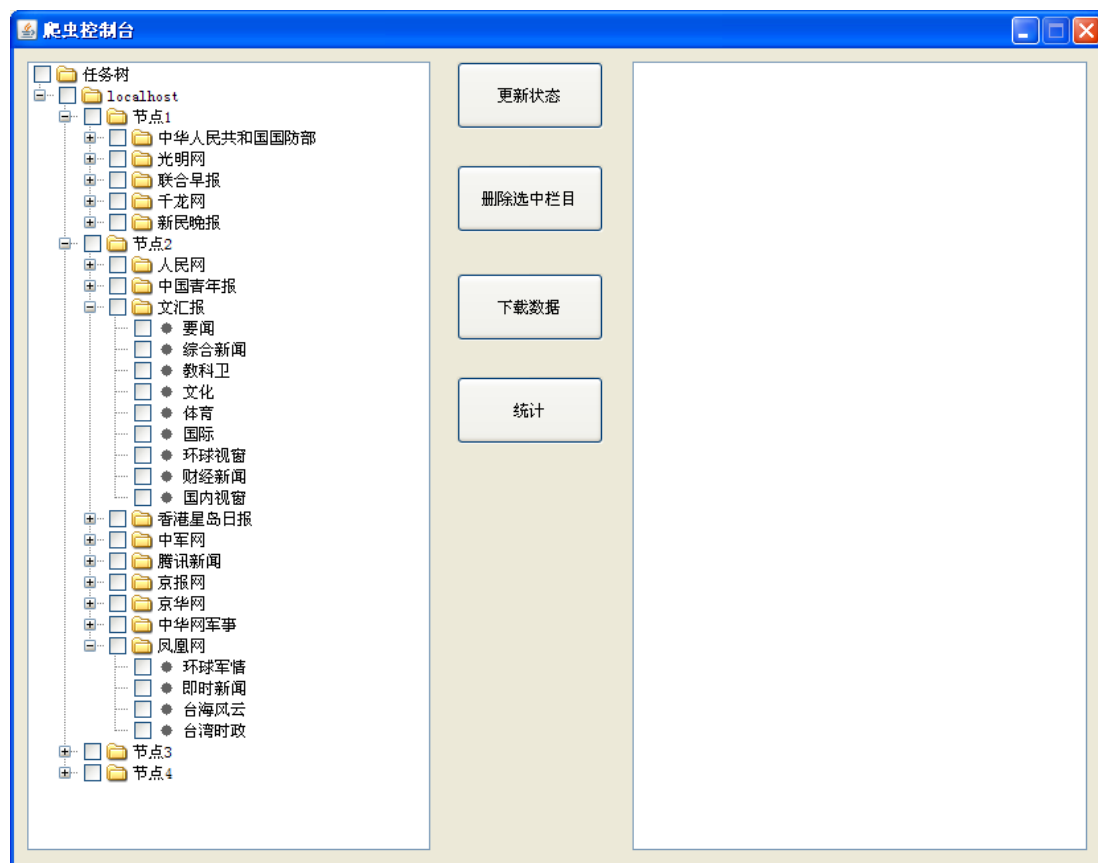 爬虫控制台
任务树
localhost
节点1
中华人民共和国国防部
光明网
联合早报
千龙网
新民晚报
节点2
人民网
中国青年报
文汇报
要闻
综合新闻
教科卫
文化
体育
国际
环球视窗
财经新闻
国内视窗
香港星岛日报
中军网
腾讯新闻
京报网
京华网
中华网军事
凤凰网
环球军情
即时新闻
台海风云
台湾时政
节点3
节点4
更新状态
删除选中栏目
下载数据
统计